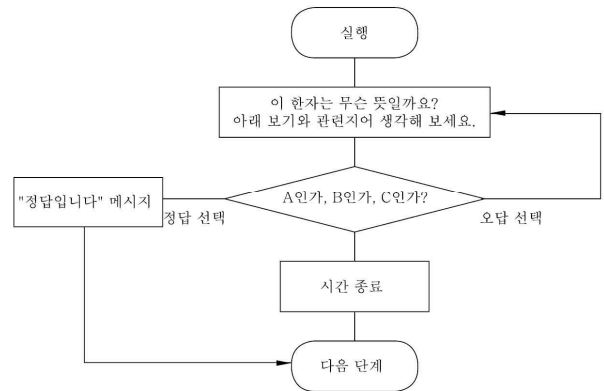 실행
이 한자는 무슨 뜻일까요?
아래 보기와 관련지어 생각해 보세요.
A인가, B인가, C인가?
"정답입니다" 메시지
정답 선택
오답 선택
시간 종료
다음 단계